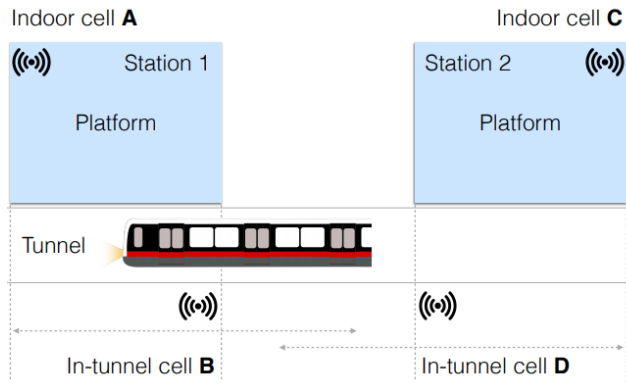 Indoor cell A
Indoor cell C
Station 1
Station 2
Platform
Platform
Tunnel
In-tunnel cell B
In-tunnel cell D